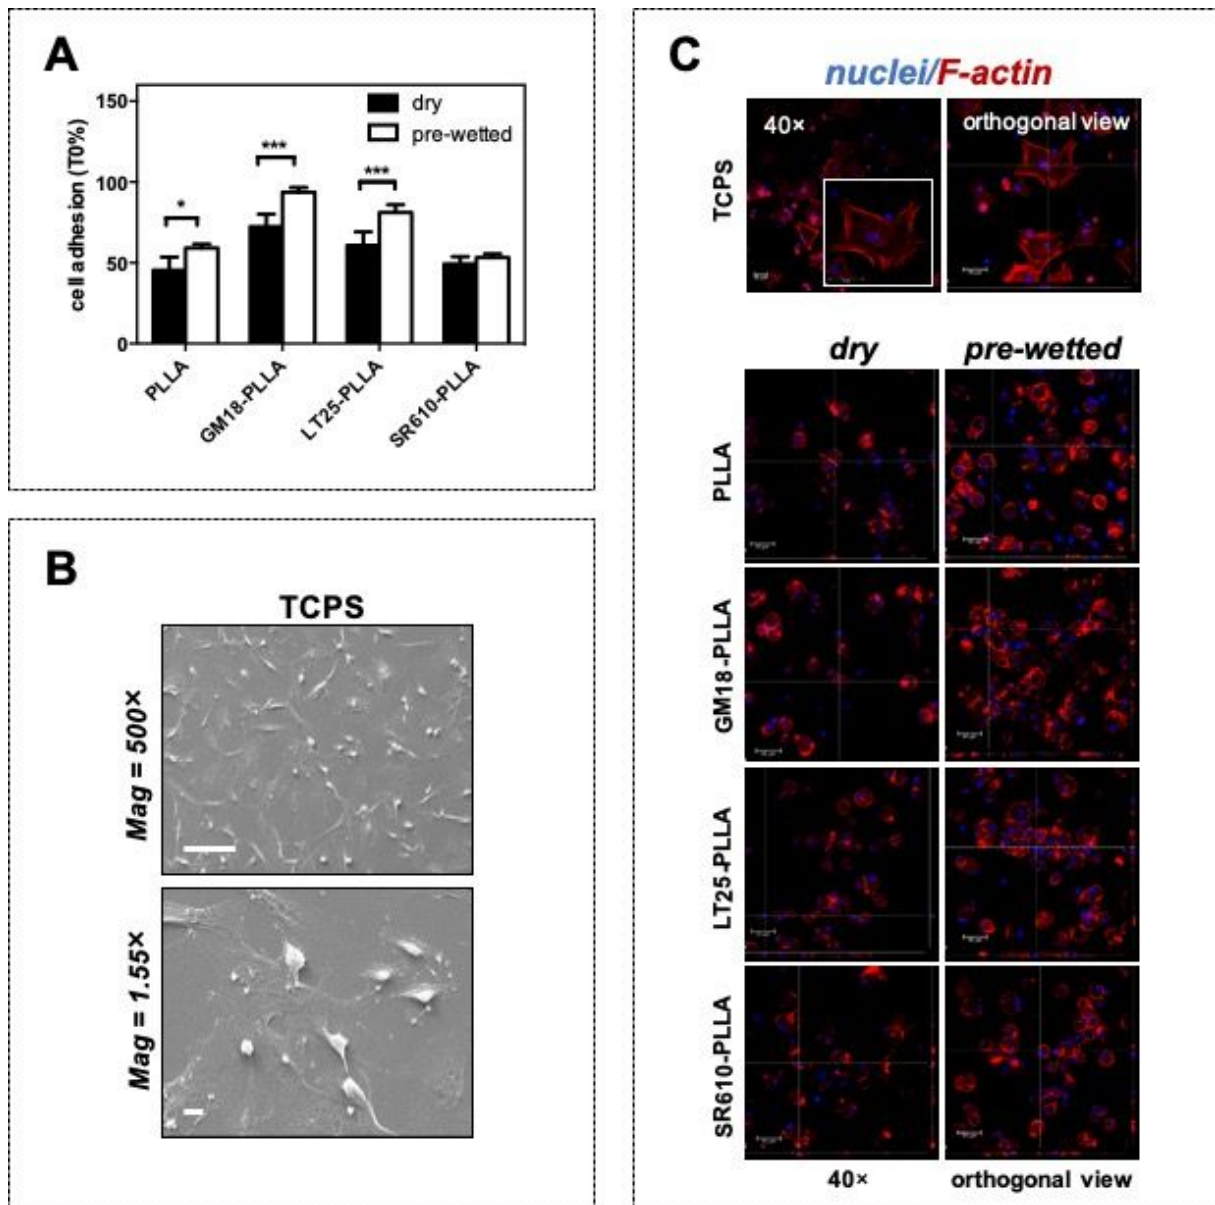 A
cell adhesion (T0%)
150
100
50
0
dry
pre-wetted
*
***
***
PLLA
GM18-PLLA
LT25-PLLA
SR610-PLLA
B
TCPS
Mag = 500×
Mag = 1.55×
C
nuclei/F-actin
TCPS
40×
orthogonal view
dry
pre-wetted
PLLA
GM18-PLLA
LT25-PLLA
SR610-PLLA
40×
orthogonal view